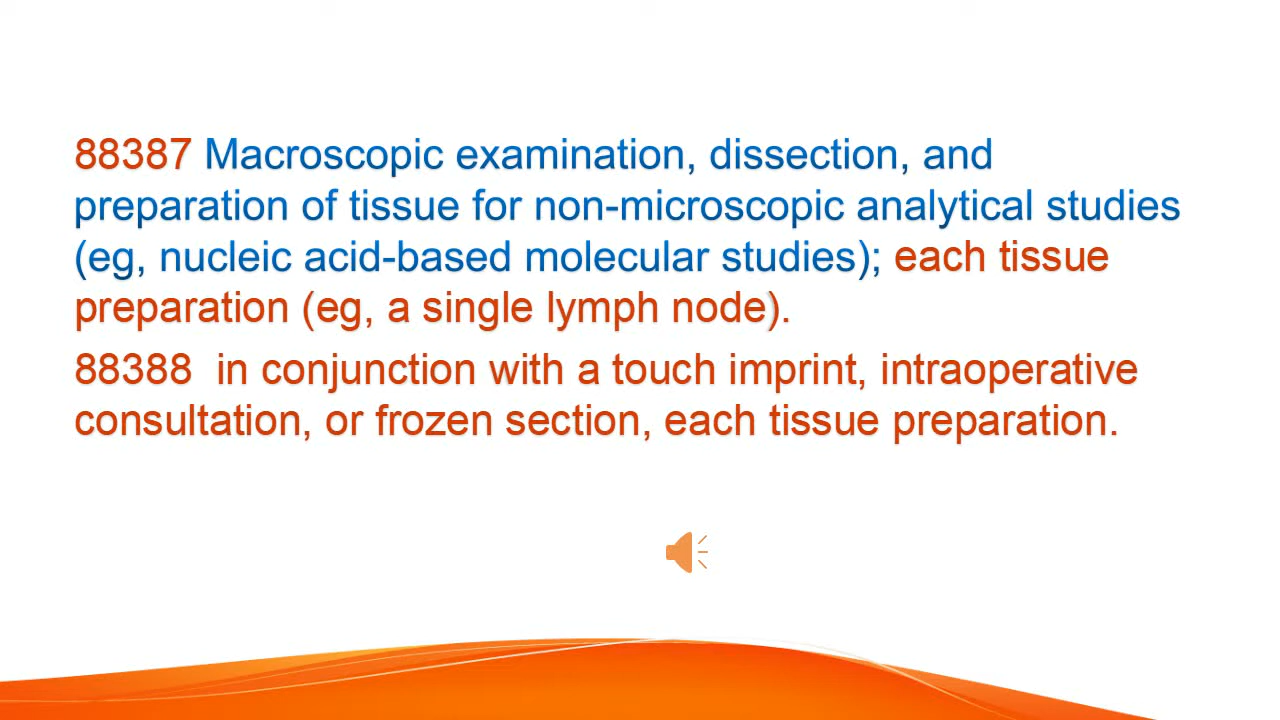 88387 Macroscopic examination, dissection, and
preparation of tissue for non-microscopic analytical studies
(eg, nucleic acid-based molecular studies); each tissue
preparation (eg, a single lymph node).
88388  in conjunction with a touch imprint, intraoperative
consultation, or frozen section, each tissue preparation.